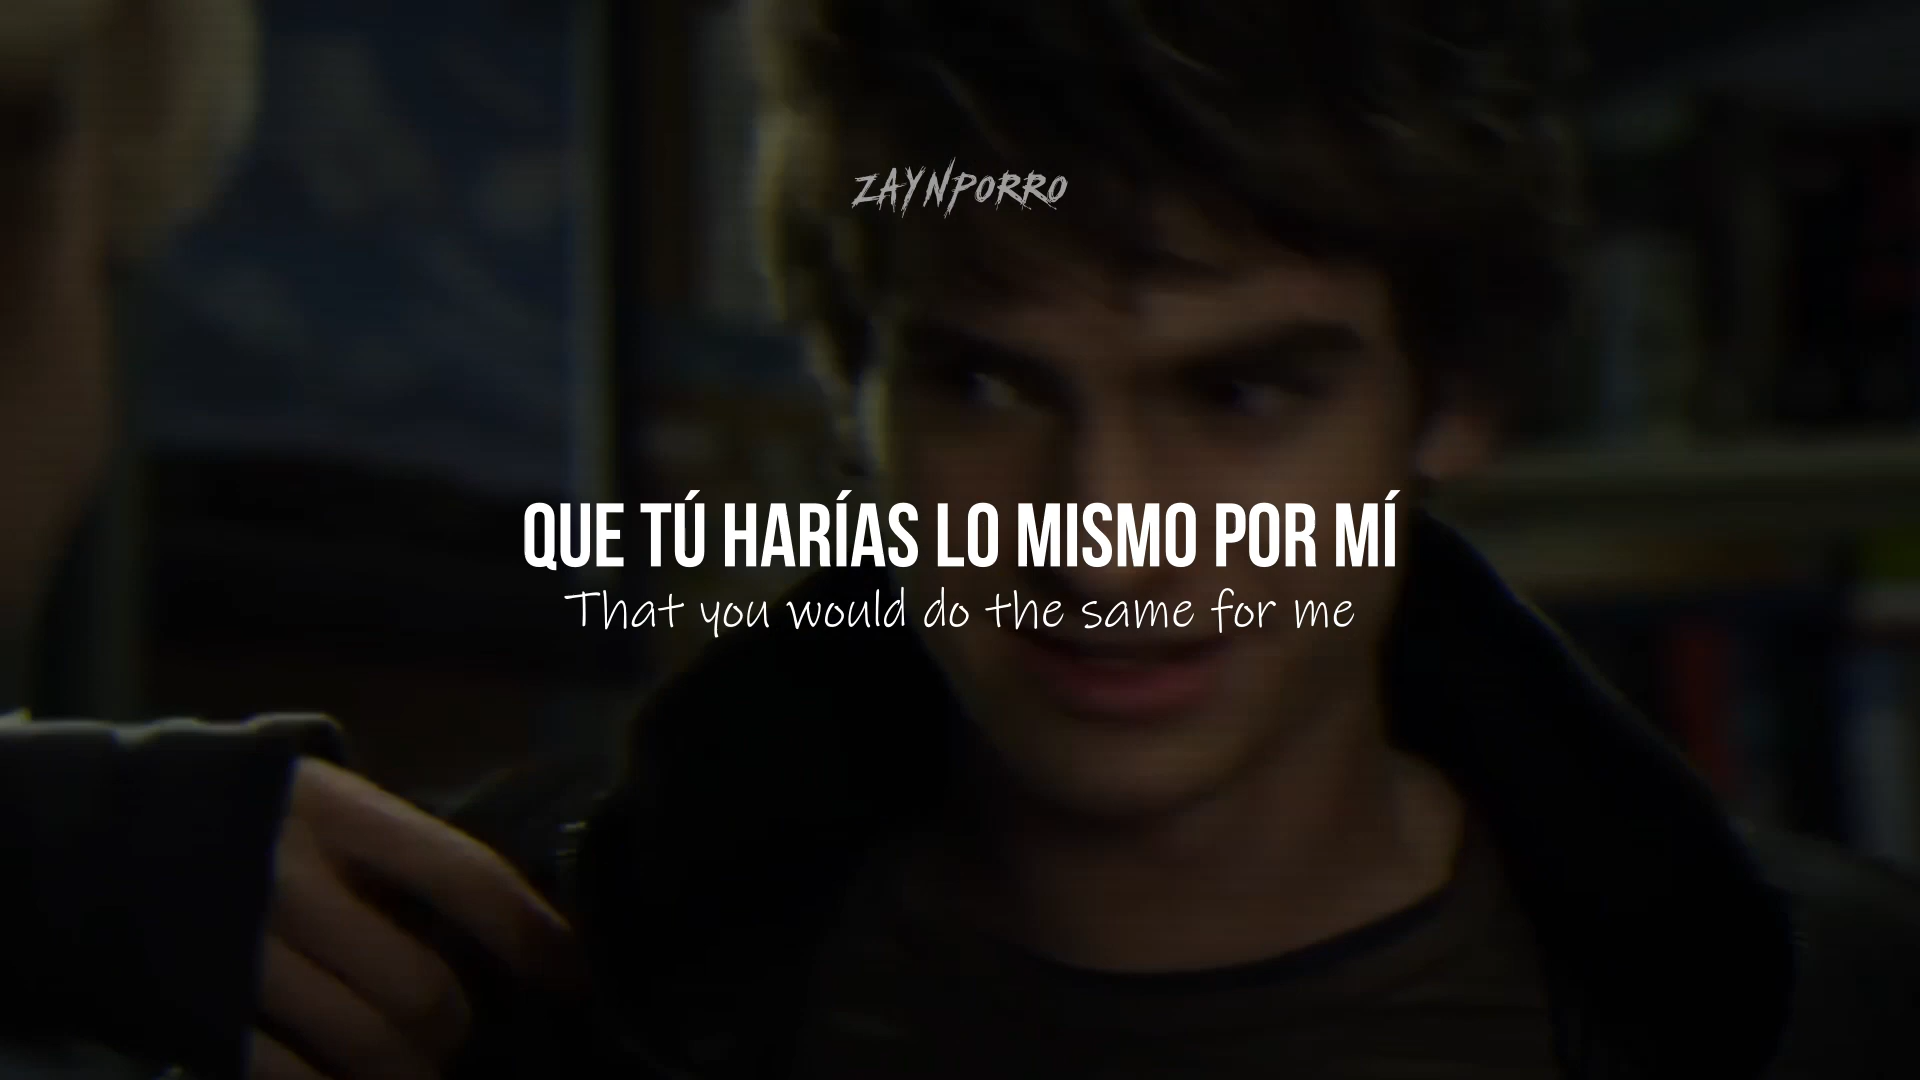 ZAYNPORRO
QUE TÚ HARÍAS LO MISMO POR MÍ
That you would do the same for me